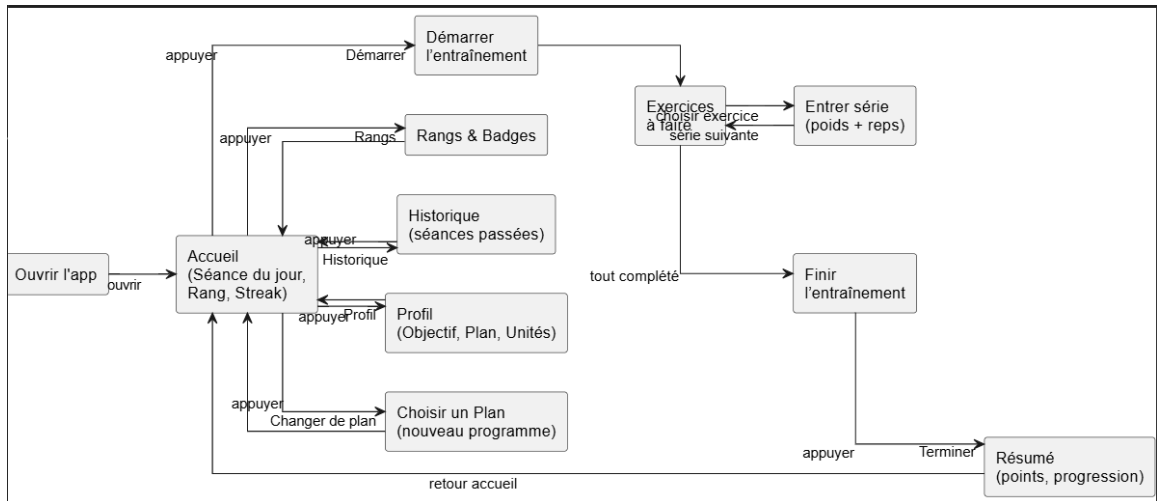 Démarrer
l'entraînement
appuyer
Démarrer
Exercices
à faire
choisir exercice
série suivante
Entrer série
(poids + reps)
appuyer
Rangs
Rangs & Badges
Historique
(séances passées)
appuyer
Historique
Ouvrir l'app
ouvrir
Accueil
(Séance du jour,
Rang, Streak)
tout complété
Finir
l'entraînement
appuyer
Profil
Profil
(Objectif, Plan, Unités)
appuyer
Changer de plan
Choisir un Plan
(nouveau programme)
appuyer
Terminer
Résumé
(points, progression)
retour accueil